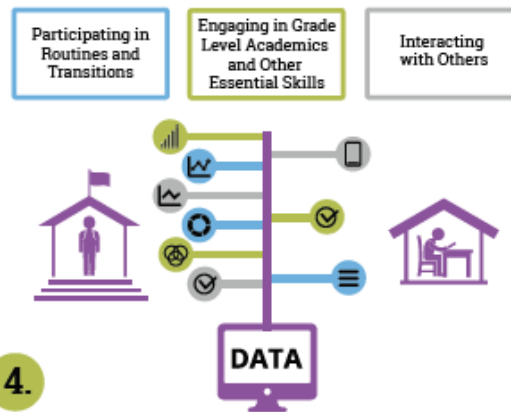 Participating in
Routines and
Transitions
Engaging in Grade
Level Academics
and Other
Essential Skills
Interacting
with Others
DATA
4.